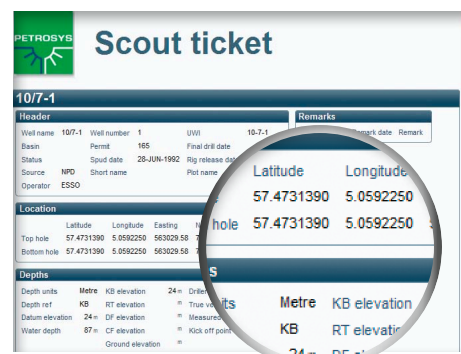 PETROSYS
Scout ticket
10/7-1
Header
Remarks
Well name 10/7-1 Well number 1 UWI 10-7-1
Remark date Remark
Basin Permit 165 Final drill date
Status Spud date 28-JUN-1992 Rig release date
Source NPD Short name Plot name
Operator ESSO
Latitude Longitude
57.4731390 5.0592250
hole 57.4731390 5.0592250
Location
Latitude Longitude Easting
Top hole 57.4731390 5.0592250 563029.58
Bottom hole 57.4731390 5.0592250 563029.58
Depths
Depth units Metre KB elevation 24 m
Depth ref KB RT elevation m
Datum elevation 24 m DF elevation m Measured
Water depth 87 m CF elevation m Kick off point
Ground elevation m
Metre KB elevation
KB RT elevation
24 m